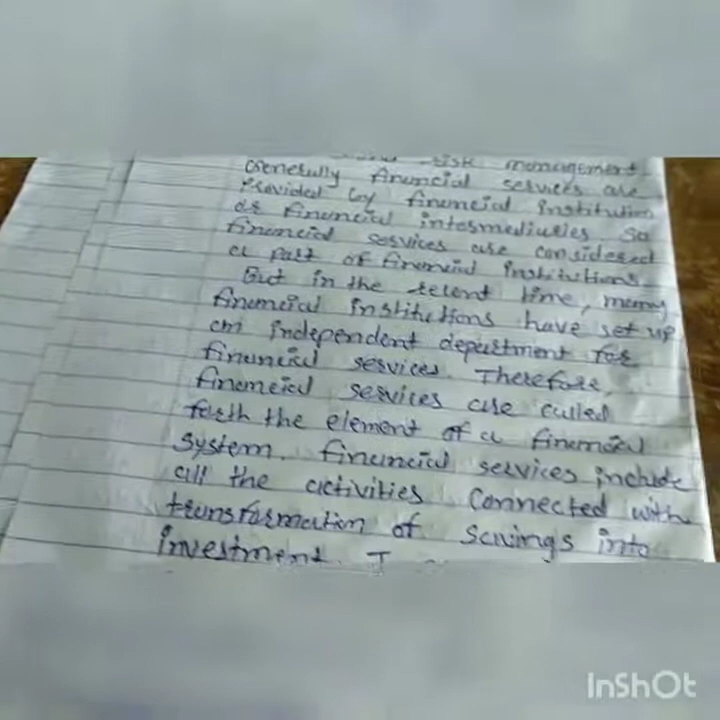 risk management
Generally financial services are
Provided by financial Institution
or financial intermediaries so
financial services are considered
a part of financial institutions
But in the recent time, many
financial institutions have set up
an independent department for
financial services. Therefore,
financial services are called
forth the element of a financial
system. financial services include
all the activities Connected with
transformation of savings into
investment.
InShOt